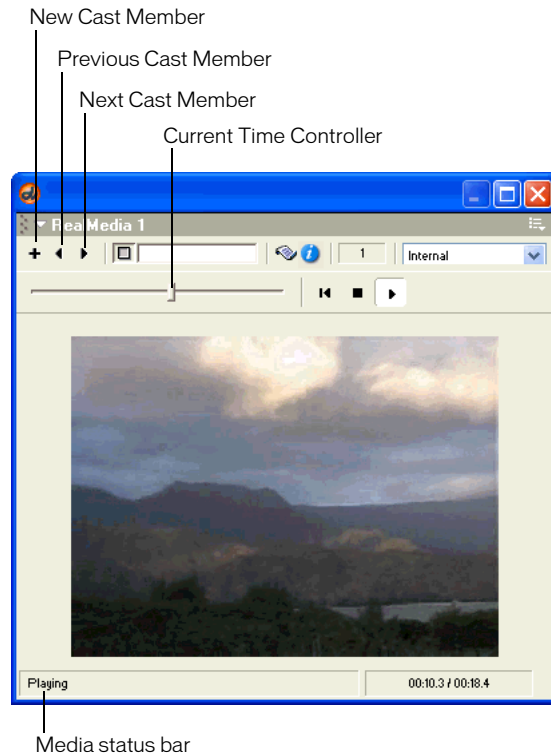 New Cast Member
Previous Cast Member
Next Cast Member
Current Time Controller
RealMedia 1
1
Internal
Playing
00:10.3 / 00:18.4
Media status bar